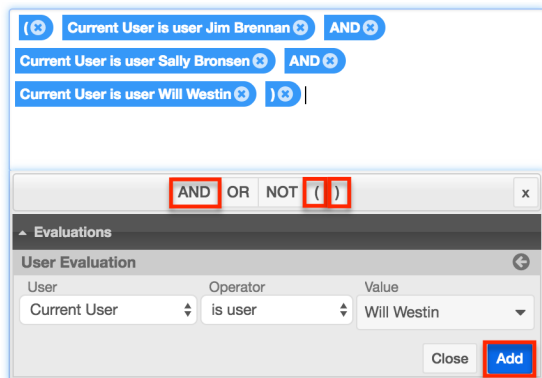 ( Current User is user Jim Brennan AND
Current User is user Sally Bronsen AND
Current User is user Will Westin )
AND OR NOT ( ) x
Evaluations
User Evaluation
User Operator Value
Current User is user Will Westin
Close Add